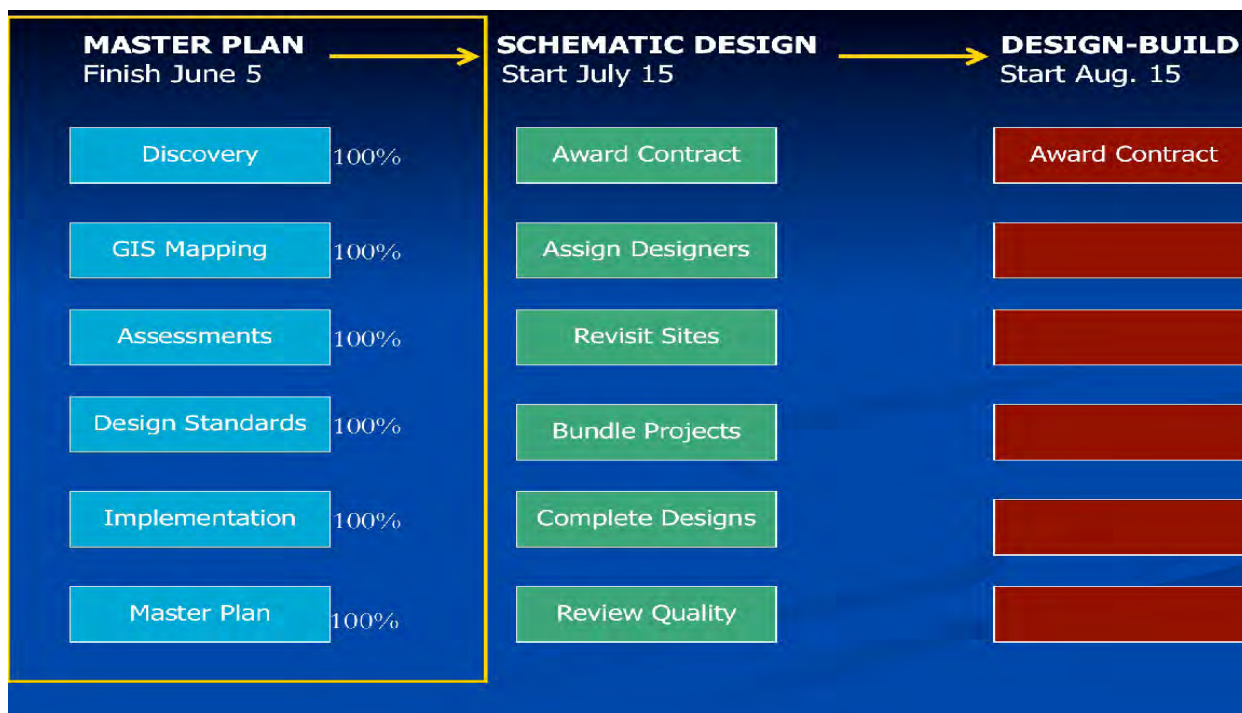 MASTER PLAN
Finish June 5
Discovery 100%
GIS Mapping 100%
Assessments 100%
Design Standards 100%
Implementation 100%
Master Plan 100%
SCHEMATIC DESIGN
Start July 15
Award Contract
Assign Designers
Revisit Sites
Bundle Projects
Complete Designs
Review Quality
DESIGN-BUILD
Start Aug. 15
Award Contract